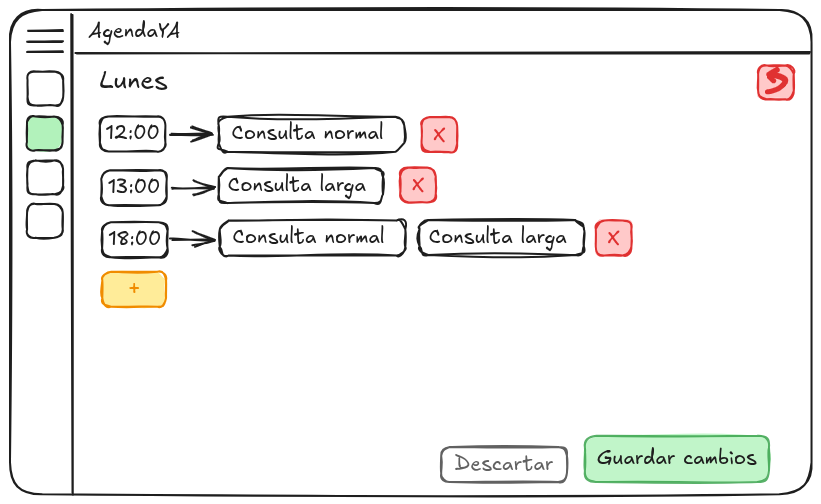 AgendaYA
Lunes
12:00 Consulta normal X
13:00 Consulta larga X
18:00 Consulta normal Consulta larga X
+
Descartar Guardar cambios